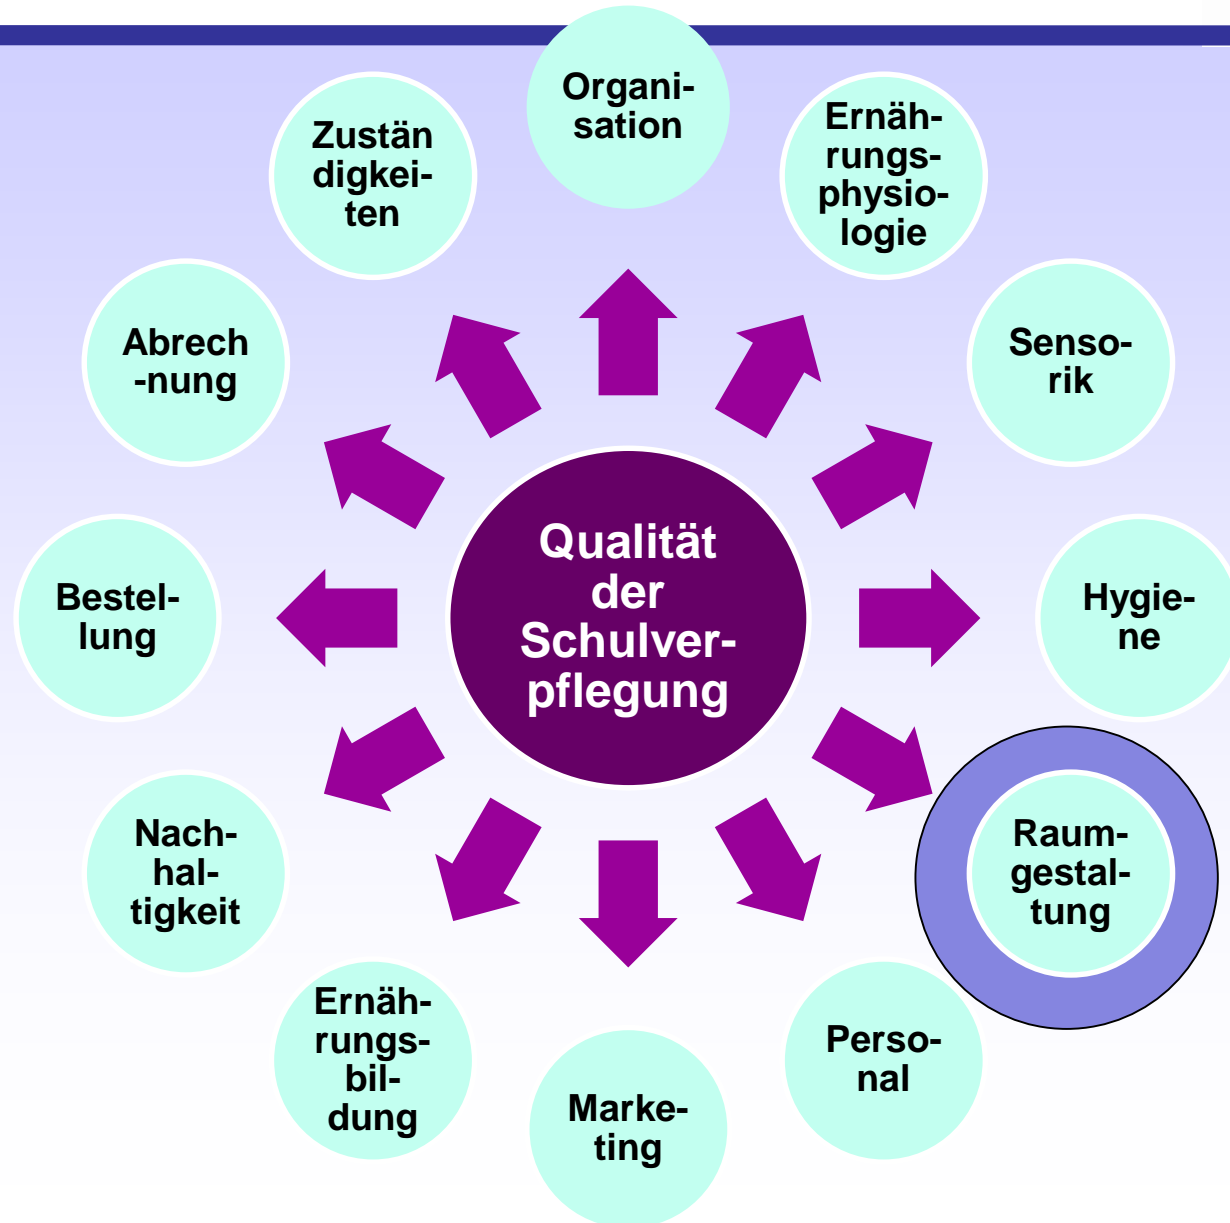 Organi-
sation
Ernäh-
rungs-
physio-
logie
Senso-
rik
Hygie-
ne
Raum-
gestal-
tung
Perso-
nal
Marke-
ting
Ernäh-
rungs-
bil-
dung
Nach-
hal-
tigkeit
Bestel-
lung
Abrech
-nung
Zustän
digkei-
ten
Qualität
der
Schulver-
pflegung